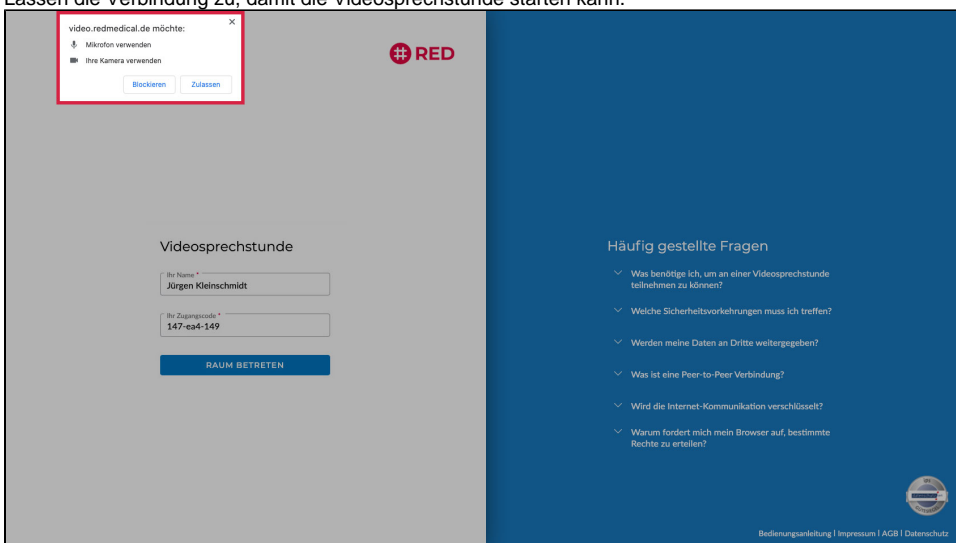 Lassen die Verbindung zu, damit die Videosprechstunde starten kann.
video.redmedical.de möchte:
Mikrofon verwenden
Ihre Kamera verwenden
Blockieren Zulassen
RED
Videosprechstunde
Ihr Name *
Jürgen Kleinschmidt
Ihr Zugangscode *
147-ea4-149
RAUM BETRETEN
Häufig gestellte Fragen
Was benötige ich, um an einer Videosprechstunde
teilnehmen zu können?
Welche Sicherheitsvorkehrungen muss ich treffen?
Werden meine Daten an Dritte weitergegeben?
Was ist eine Peer-to-Peer Verbindung?
Wird die Internet-Kommunikation verschlüsselt?
Warum fordert mich mein Browser auf, bestimmte
Rechte zu erteilen?
Bedienungsanleitung | Impressum | AGB | Datenschutz